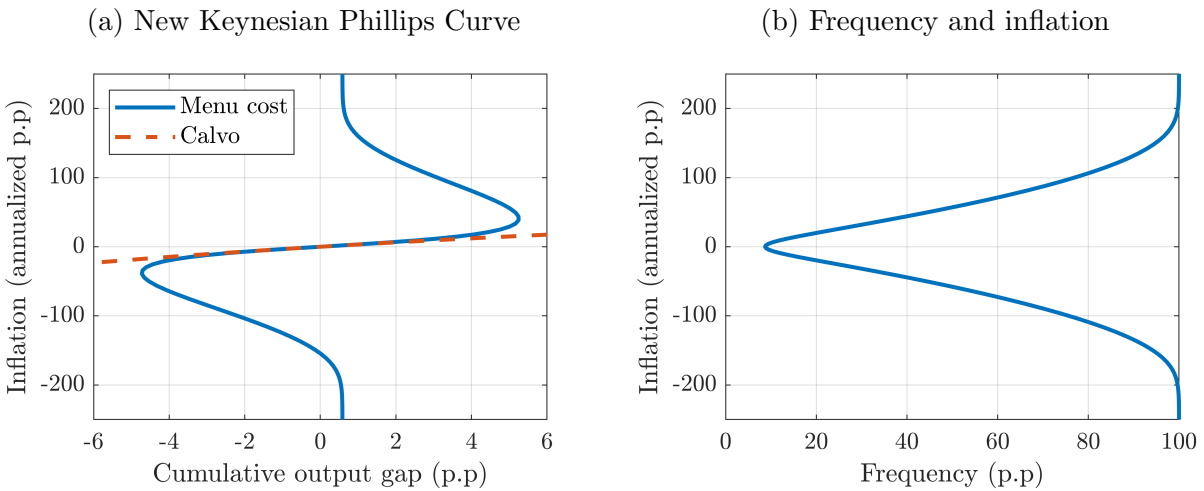 (a) New Keynesian Phillips Curve
Inflation (annualized p.p)
200
100
0
-100
-200
Menu cost
Calvo
-6 -4 -2 0 2 4 6
Cumulative output gap (p.p)
(b) Frequency and inflation
Inflation (annualized p.p)
200
100
0
-100
-200
0 20 40 60 80 100
Frequency (p.p)